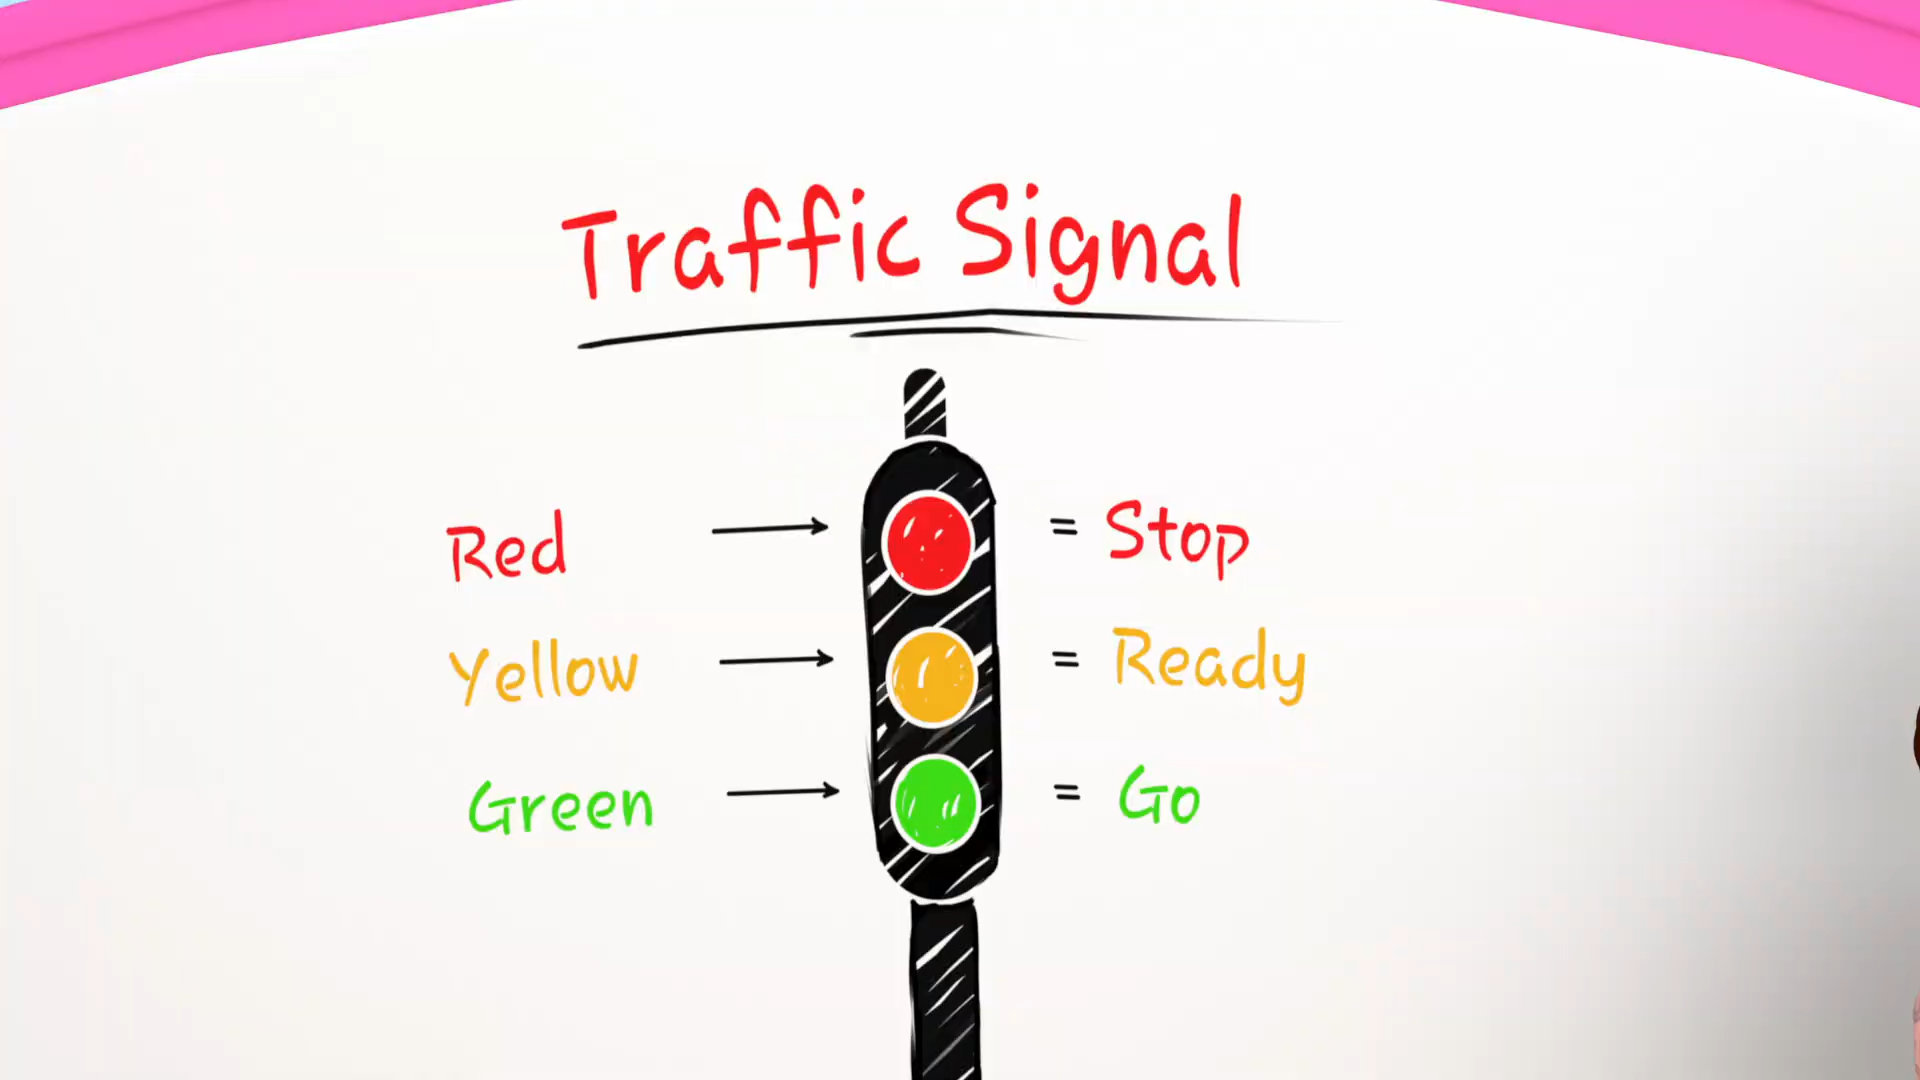 Traffic Signal
Red = Stop
Yellow = Ready
Green = Go